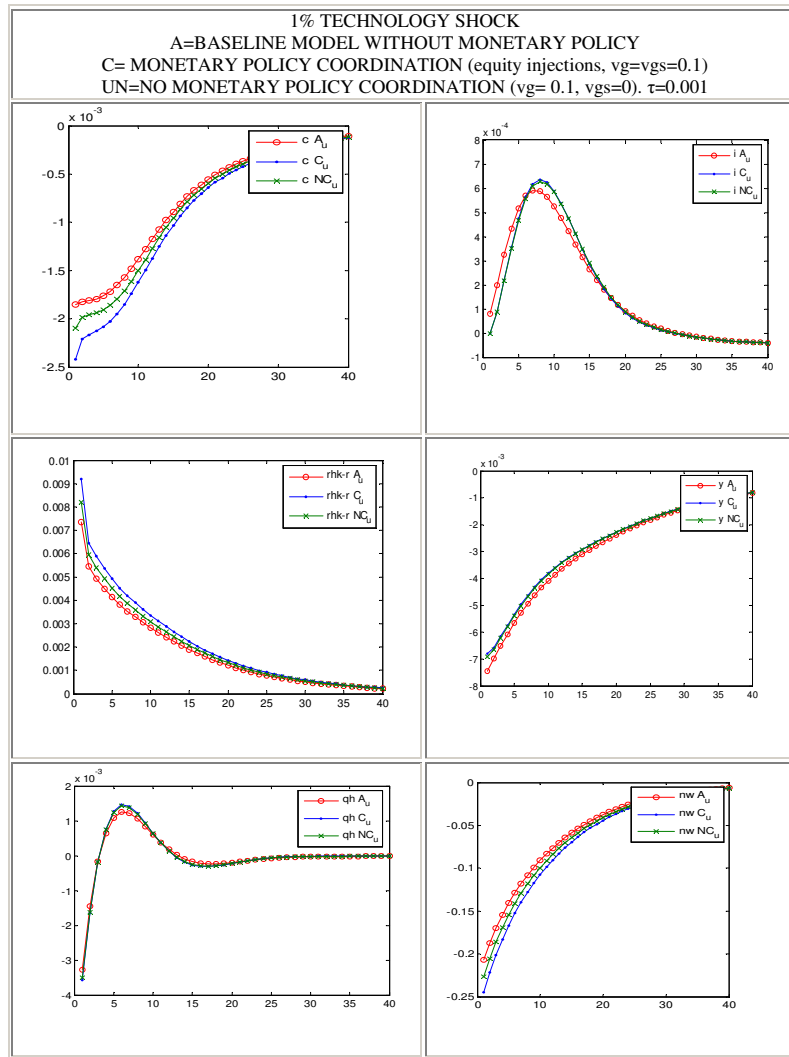 1% TECHNOLOGY SHOCK
A=BASELINE MODEL WITHOUT MONETARY POLICY
C= MONETARY POLICY COORDINATION (equity injections, vg=vgs=0.1)
UN=NO MONETARY POLICY COORDINATION (vg= 0.1, vgs=0). τ=0.001
x 10^-3
0
-0.5
-1
-1.5
-2
-2.5
0 10 20 30 40
c A_u
c C_u
c NC_u
x 10^-4
8
7
6
5
4
3
2
1
0
-1
0 5 10 15 20 25 30 35 40
i A_u
i C_u
i NC_u
0.01
0.009
0.008
0.007
0.006
0.005
0.004
0.003
0.002
0.001
0
0 5 10 15 20 25 30 35 40
rhk-r A_u
rhk-r C_u
rhk-r NC_u
x 10^-3
0
-1
-2
-3
-4
-5
-6
-7
-8
0 5 10 15 20 25 30 35 40
y A_u
y C_u
y NC_u
x 10^-3
2
1
0
-1
-2
-3
-4
0 5 10 15 20 25 30 35 40
qh A_u
qh C_u
qh NC_u
0
-0.05
-0.1
-0.15
-0.2
-0.25
0 10 20 30 40
nw A_u
nw C_u
nw NC_u